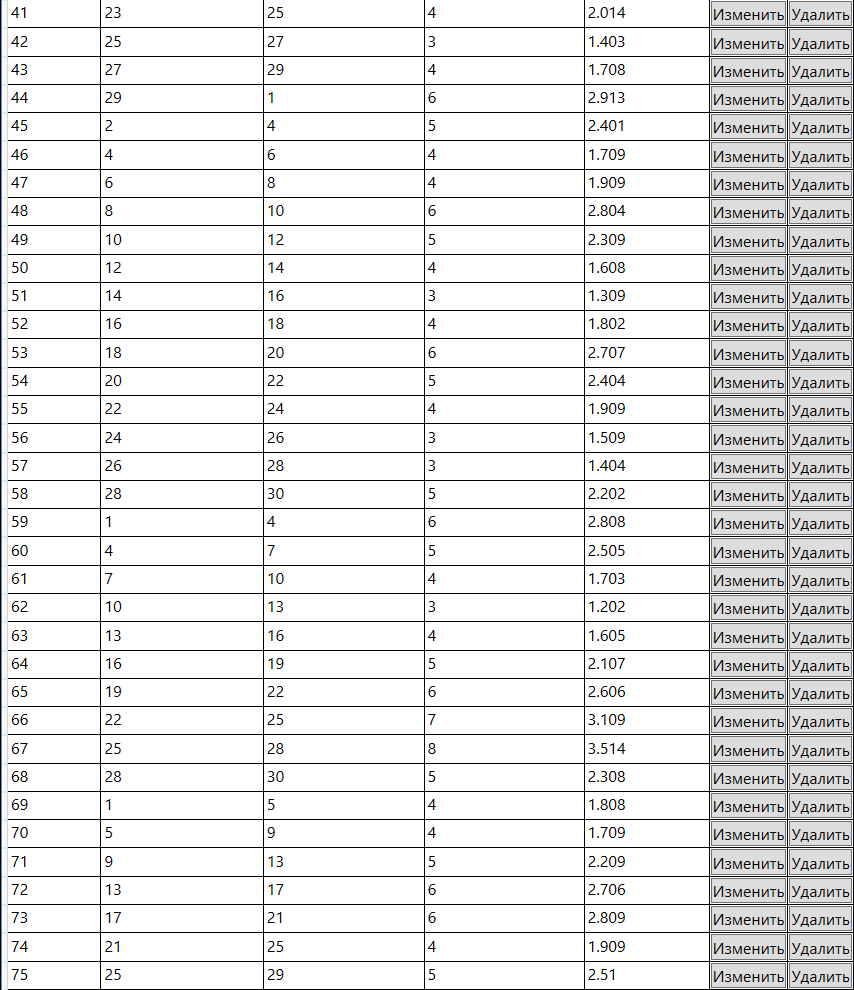 41 23 25 4 2.014 Изменить Удалить
42 25 27 3 1.403 Изменить Удалить
43 27 29 4 1.708 Изменить Удалить
44 29 1 6 2.913 Изменить Удалить
45 2 4 5 2.401 Изменить Удалить
46 4 6 4 1.709 Изменить Удалить
47 6 8 4 1.909 Изменить Удалить
48 8 10 6 2.804 Изменить Удалить
49 10 12 5 2.309 Изменить Удалить
50 12 14 4 1.608 Изменить Удалить
51 14 16 3 1.309 Изменить Удалить
52 16 18 4 1.802 Изменить Удалить
53 18 20 6 2.707 Изменить Удалить
54 20 22 5 2.404 Изменить Удалить
55 22 24 4 1.909 Изменить Удалить
56 24 26 3 1.509 Изменить Удалить
57 26 28 3 1.404 Изменить Удалить
58 28 30 5 2.202 Изменить Удалить
59 1 4 6 2.808 Изменить Удалить
60 4 7 5 2.505 Изменить Удалить
61 7 10 4 1.703 Изменить Удалить
62 10 13 3 1.202 Изменить Удалить
63 13 16 4 1.605 Изменить Удалить
64 16 19 5 2.107 Изменить Удалить
65 19 22 6 2.606 Изменить Удалить
66 22 25 7 3.109 Изменить Удалить
67 25 28 8 3.514 Изменить Удалить
68 28 30 5 2.308 Изменить Удалить
69 1 5 4 1.808 Изменить Удалить
70 5 9 4 1.709 Изменить Удалить
71 9 13 5 2.209 Изменить Удалить
72 13 17 6 2.706 Изменить Удалить
73 17 21 6 2.809 Изменить Удалить
74 21 25 4 1.909 Изменить Удалить
75 25 29 5 2.51 Изменить Удалить